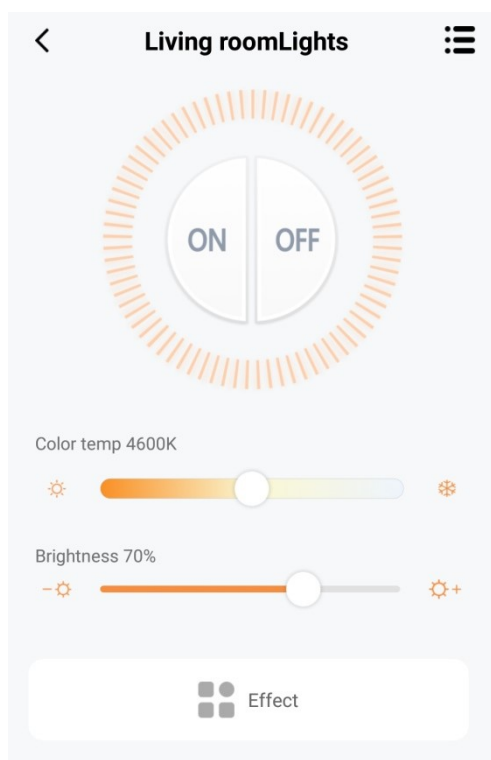 Living roomLights
ON OFF
Color temp 4600K
Brightness 70%
Effect